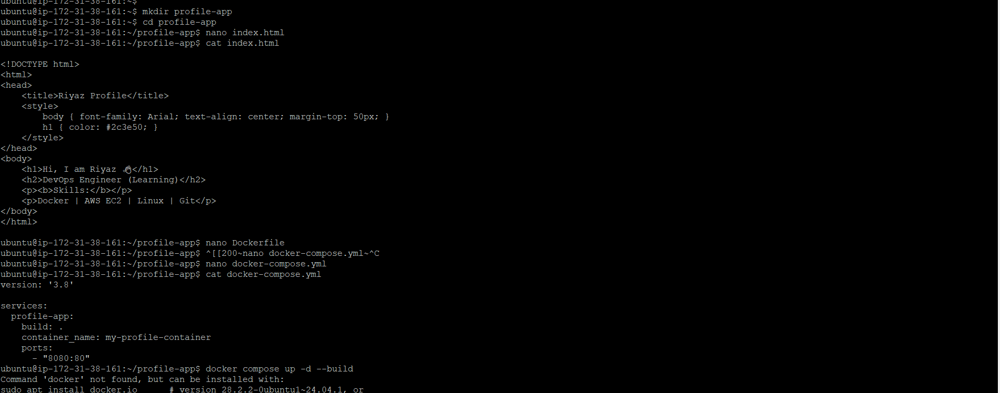 ubuntu@ip-172-31-38-161:~$
ubuntu@ip-172-31-38-161:~$ mkdir profile-app
ubuntu@ip-172-31-38-161:~$ cd profile-app
ubuntu@ip-172-31-38-161:~/profile-app$ nano index.html
ubuntu@ip-172-31-38-161:~/profile-app$ cat index.html
<!DOCTYPE html>
<html>
<head>
    <title>Riyaz Profile</title>
    <style>
        body { font-family: Arial; text-align: center; margin-top: 50px; }
        h1 { color: #2c3e50; }
    </style>
</head>
<body>
    <h1>Hi, I am Riyaz 👋</h1>
    <h2>DevOps Engineer (Learning)</h2>
    <p><b>Skills:</b></p>
    <p>Docker | AWS EC2 | Linux | Git</p>
</body>
</html>
ubuntu@ip-172-31-38-161:~/profile-app$ nano Dockerfile
ubuntu@ip-172-31-38-161:~/profile-app$ ^[[200~nano docker-compose.yml~^C
ubuntu@ip-172-31-38-161:~/profile-app$ nano docker-compose.yml
ubuntu@ip-172-31-38-161:~/profile-app$ cat docker-compose.yml
version: '3.8'
services:
  profile-app:
    build: .
    container_name: my-profile-container
    ports:
      - "8080:80"
ubuntu@ip-172-31-38-161:~/profile-app$ docker compose up -d --build
Command 'docker' not found, but can be installed with:
sudo apt install docker.io      # version 28.2.2-0ubuntu1~24.04.1, or